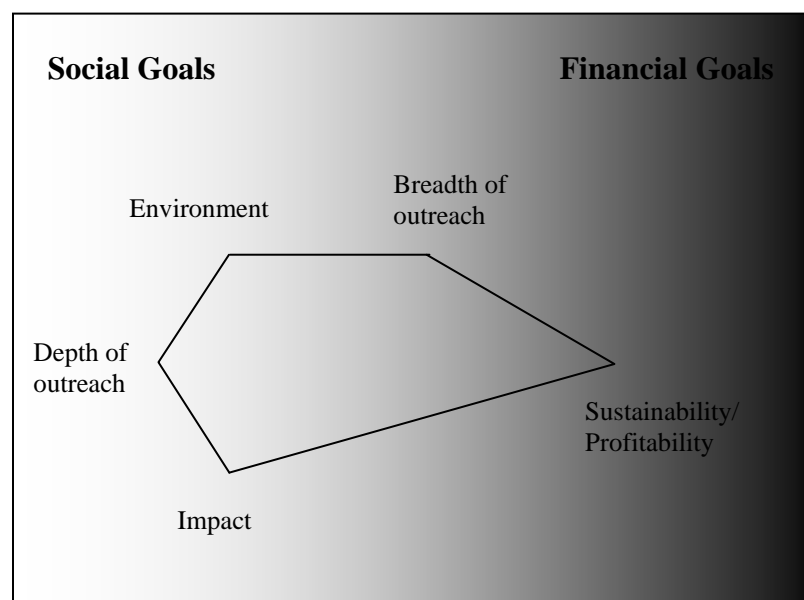 Social Goals
Financial Goals
Breadth of
outreach
Environment
Depth of
outreach
Sustainability/
Profitability
Impact